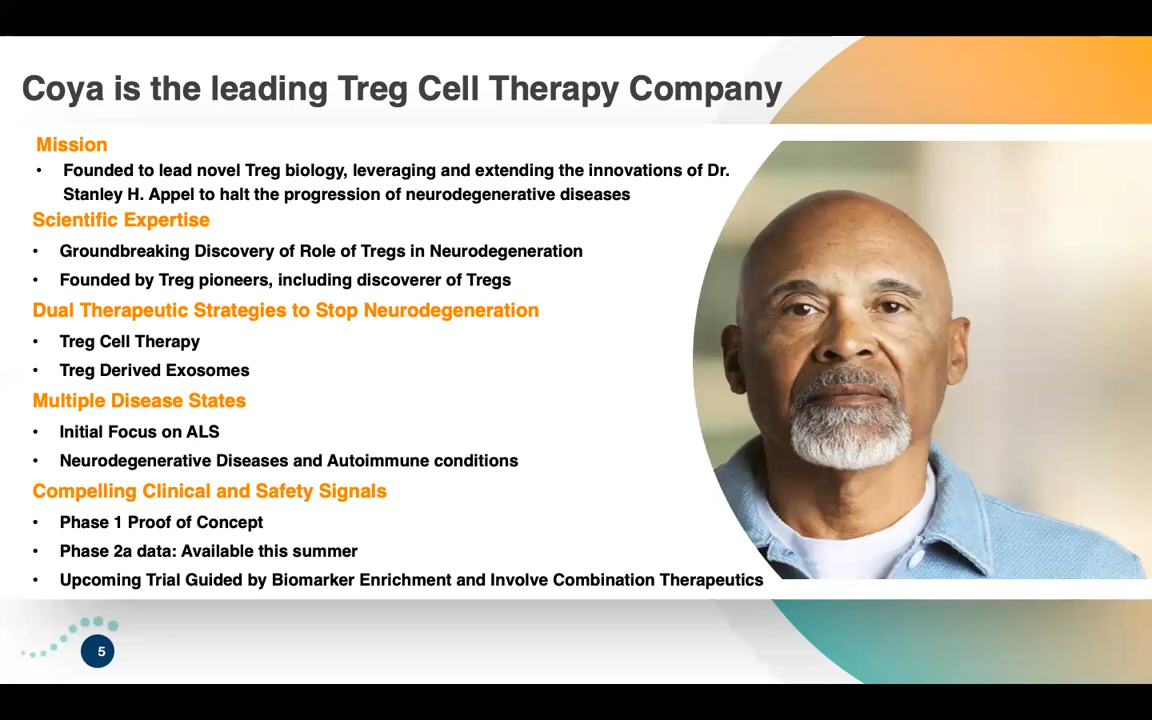 Coya is the leading Treg Cell Therapy Company
Mission
• Founded to lead novel Treg biology, leveraging and extending the innovations of Dr.
Stanley H. Appel to halt the progression of neurodegenerative diseases
Scientific Expertise
• Groundbreaking Discovery of Role of Tregs in Neurodegeneration
• Founded by Treg pioneers, including discoverer of Tregs
Dual Therapeutic Strategies to Stop Neurodegeneration
• Treg Cell Therapy
• Treg Derived Exosomes
Multiple Disease States
• Initial Focus on ALS
• Neurodegenerative Diseases and Autoimmune conditions
Compelling Clinical and Safety Signals
• Phase 1 Proof of Concept
• Phase 2a data: Available this summer
• Upcoming Trial Guided by Biomarker Enrichment and Involve Combination Therapeutics
5